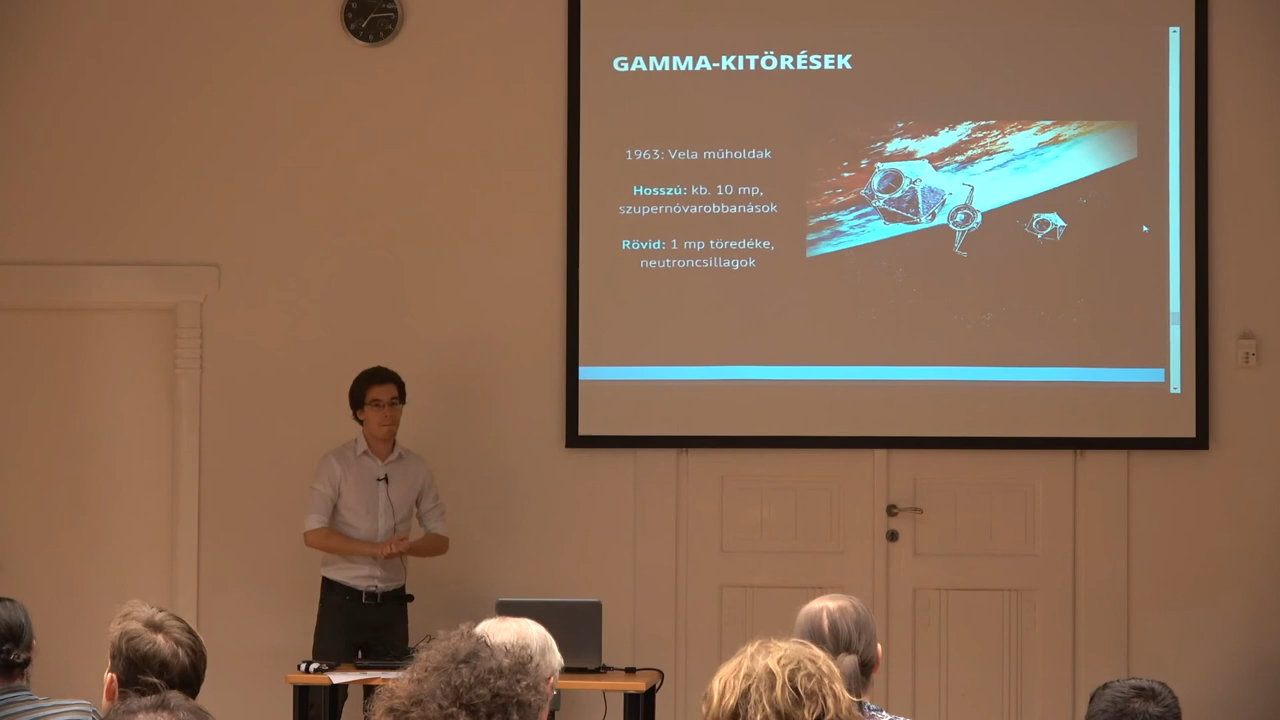 GAMMA-KITÖRÉSEK
1963: Vela műholdak
Hosszú: kb. 10 mp,
szupernóvarobbanások
Rövid: 1 mp töredéke,
neutroncsillagok